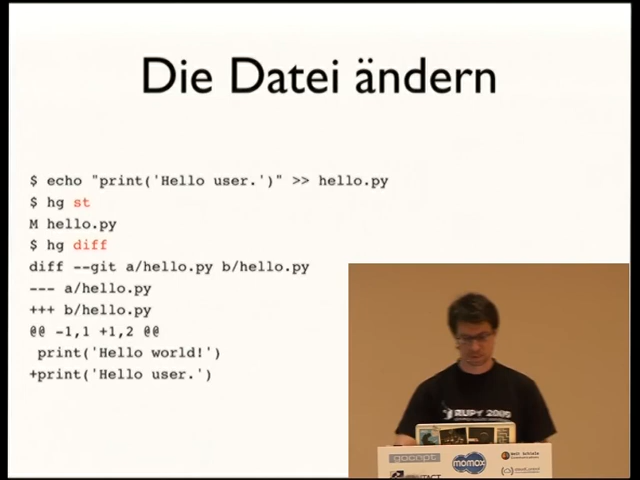 Die Datei ändern
$ echo "print('Hello user.')" >> hello.py
$ hg st
M hello.py
$ hg diff
diff --git a/hello.py b/hello.py
--- a/hello.py
+++ b/hello.py
@@ -1,1 +1,2 @@
 print('Hello world!')
+print('Hello user.')
RUPY 2009
gocept
momox